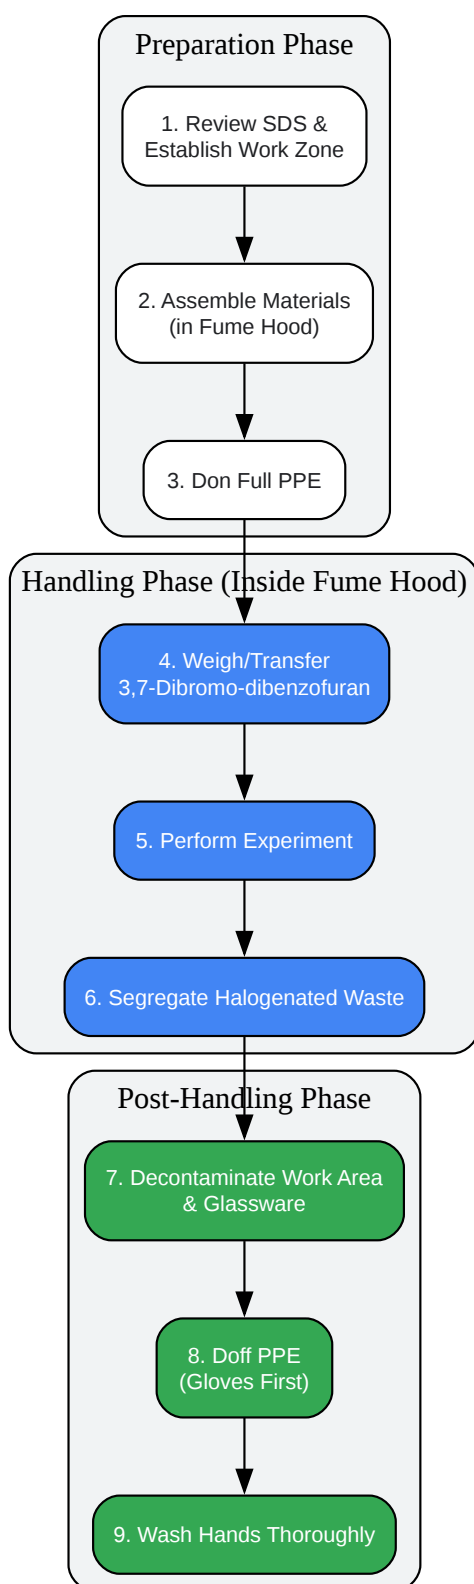 Preparation Phase
1. Review SDS &
Establish Work Zone
2. Assemble Materials
(in Fume Hood)
3. Don Full PPE
Handling Phase (Inside Fume Hood)
4. Weigh/Transfer
3,7-Dibromo-dibenzofuran
5. Perform Experiment
6. Segregate Halogenated Waste
Post-Handling Phase
7. Decontaminate Work Area
& Glassware
8. Doff PPE
(Gloves First)
9. Wash Hands Thoroughly